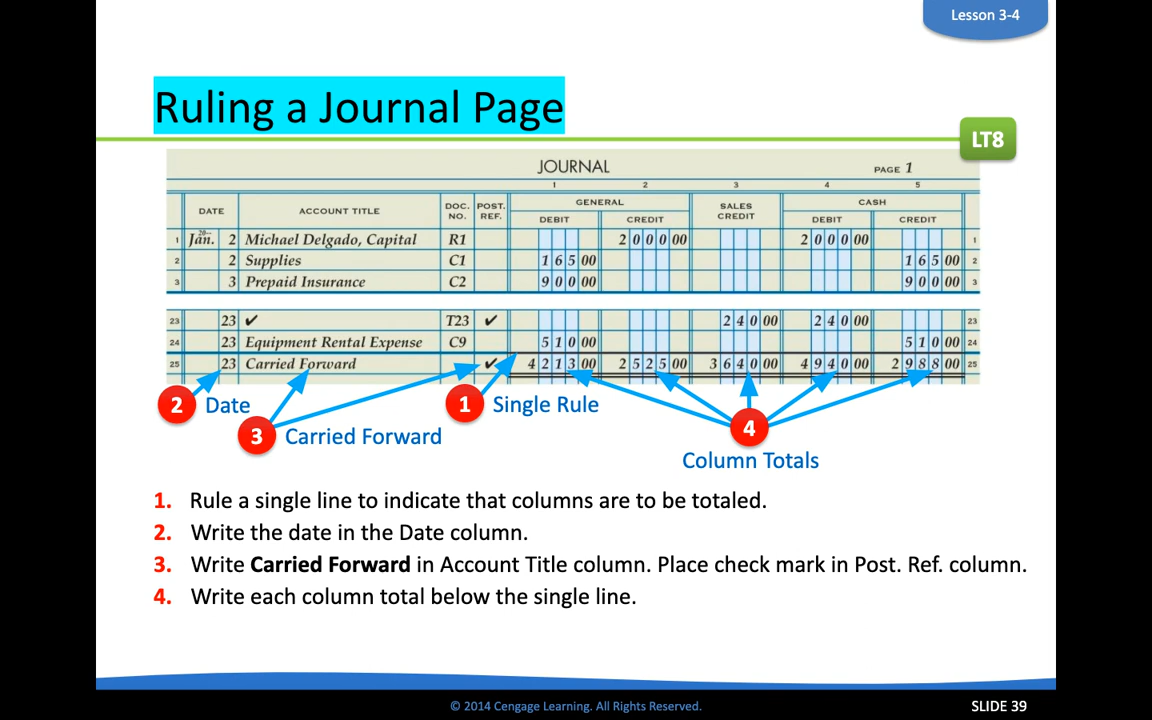 Lesson 3-4
Ruling a Journal Page
LT8
JOURNAL PAGE 1
1 2 3 4 5
DATE ACCOUNT TITLE DOC. NO. POST. REF. GENERAL DEBIT CREDIT SALES CREDIT CASH DEBIT CREDIT
20--
1 Jan. 2 Michael Delgado, Capital R1 2 0 0 0 00 2 0 0 0 00 1
2 2 Supplies C1 1 6 5 00 1 6 5 00 2
3 3 Prepaid Insurance C2 9 0 0 00 9 0 0 00 3
23 23 ✓ T23 ✓ 2 4 0 00 2 4 0 00 23
24 23 Equipment Rental Expense C9 5 1 0 00 5 1 0 00 24
25 23 Carried Forward ✓ 4 2 1 3 00 2 5 2 5 00 3 6 4 0 00 4 9 4 0 00 2 9 8 8 00 25
2 Date 1 Single Rule
3 Carried Forward 4
Column Totals
1. Rule a single line to indicate that columns are to be totaled.
2. Write the date in the Date column.
3. Write Carried Forward in Account Title column. Place check mark in Post. Ref. column.
4. Write each column total below the single line.
© 2014 Cengage Learning. All Rights Reserved. SLIDE 39